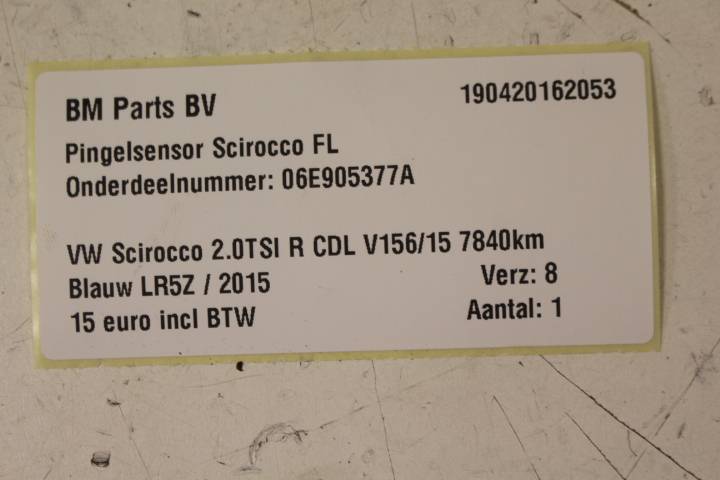 BM Parts BV 190420162053
Pingelsensor Scirocco FL
Onderdeelnummer: 06E905377A
VW Scirocco 2.0TSI R CDL V156/15 7840km
Blauw LR5Z / 2015 Verz: 8
15 euro incl BTW Aantal: 1